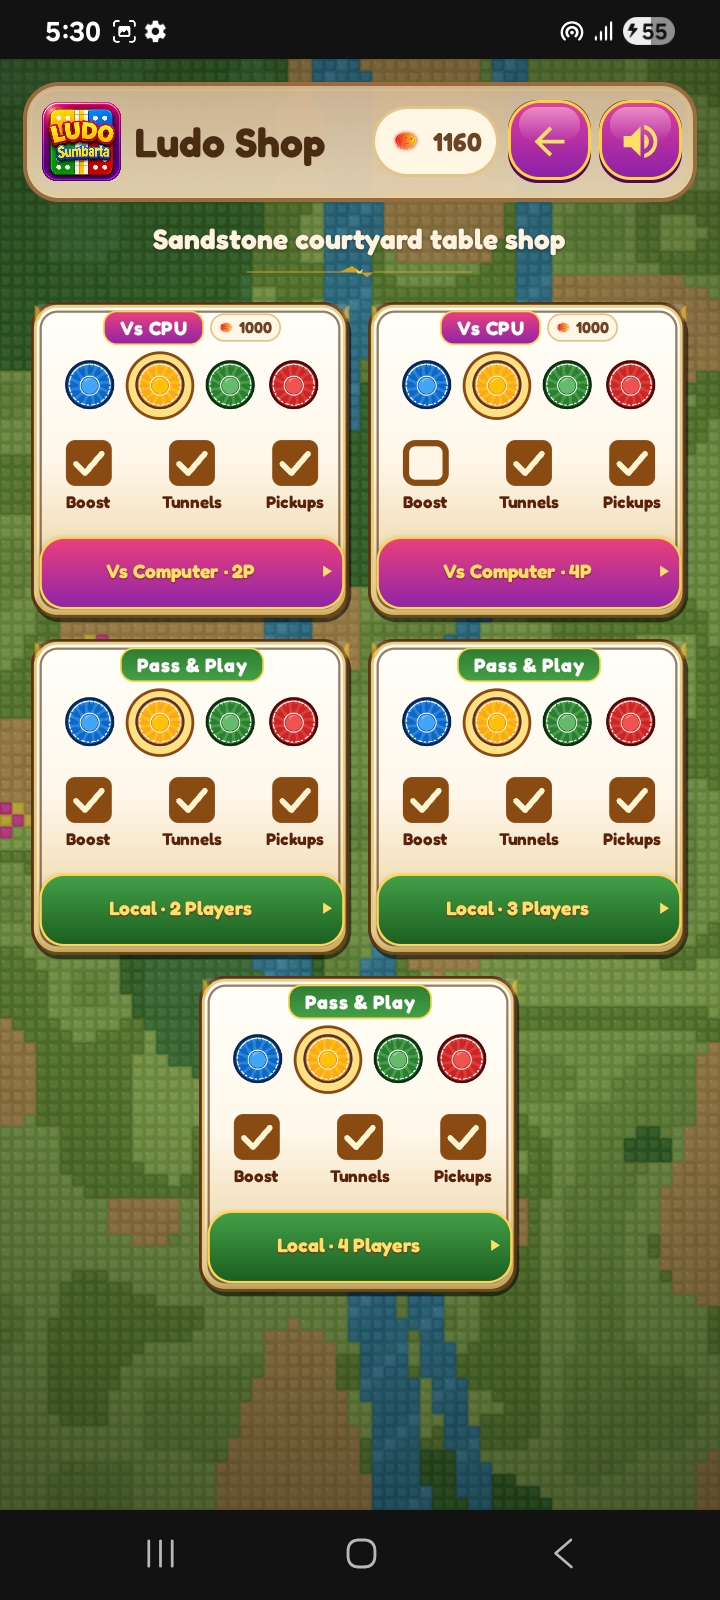 5:30
55
LUDO
Sumbarta
Ludo Shop
1160
Sandstone courtyard table shop
Vs CPU 1000
Boost Tunnels Pickups
Vs Computer · 2P
Vs CPU 1000
Boost Tunnels Pickups
Vs Computer · 4P
Pass & Play
Boost Tunnels Pickups
Local · 2 Players
Pass & Play
Boost Tunnels Pickups
Local · 3 Players
Pass & Play
Boost Tunnels Pickups
Local · 4 Players